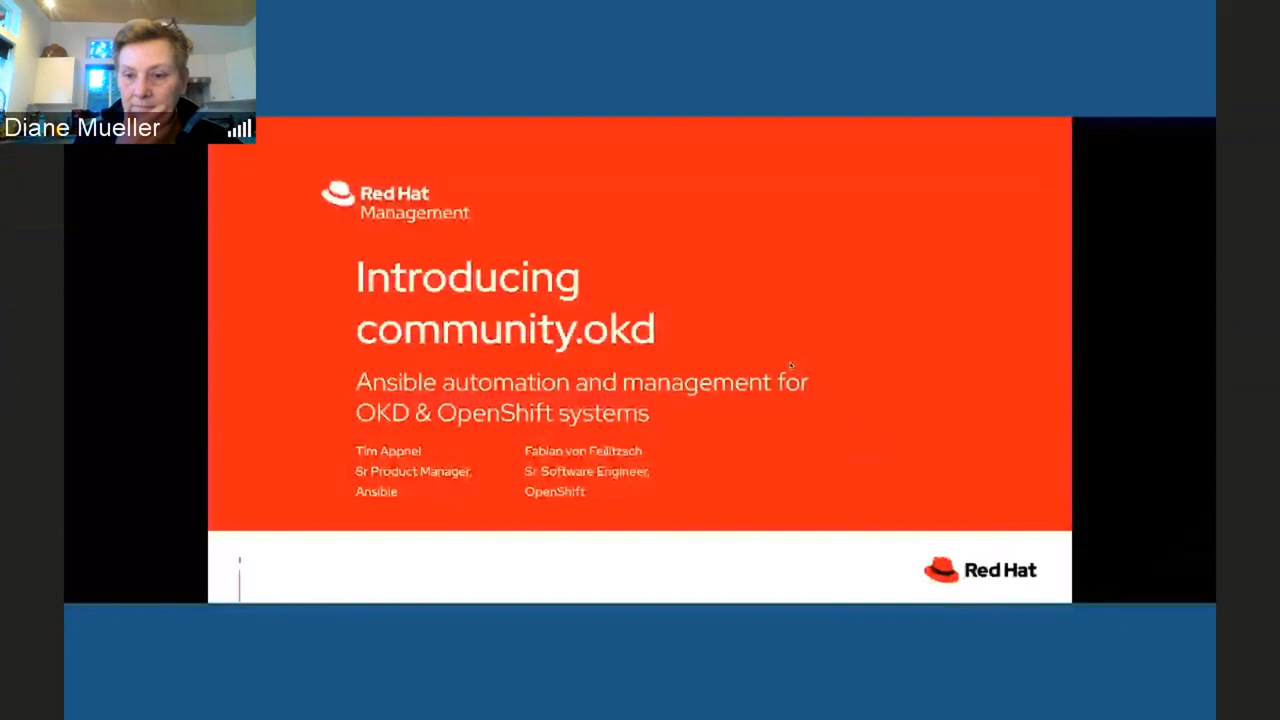 Diane Mueller
Red Hat
Management
Introducing
community.okd
Ansible automation and management for
OKD & OpenShift systems
Tim Appnel
Sr Product Manager,
Ansible
Fabian von Feilitzsch
Sr Software Engineer,
OpenShift
Red Hat